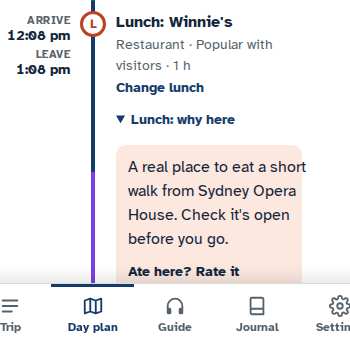 ARRIVE
12:08 pm
LEAVE
1:08 pm
L
Lunch: Winnie's
Restaurant · Popular with
visitors · 1 h
Change lunch
▼ Lunch: why here
A real place to eat a short
walk from Sydney Opera
House. Check it's open
before you go.
Ate here? Rate it
Trip
Day plan
Guide
Journal
Settin